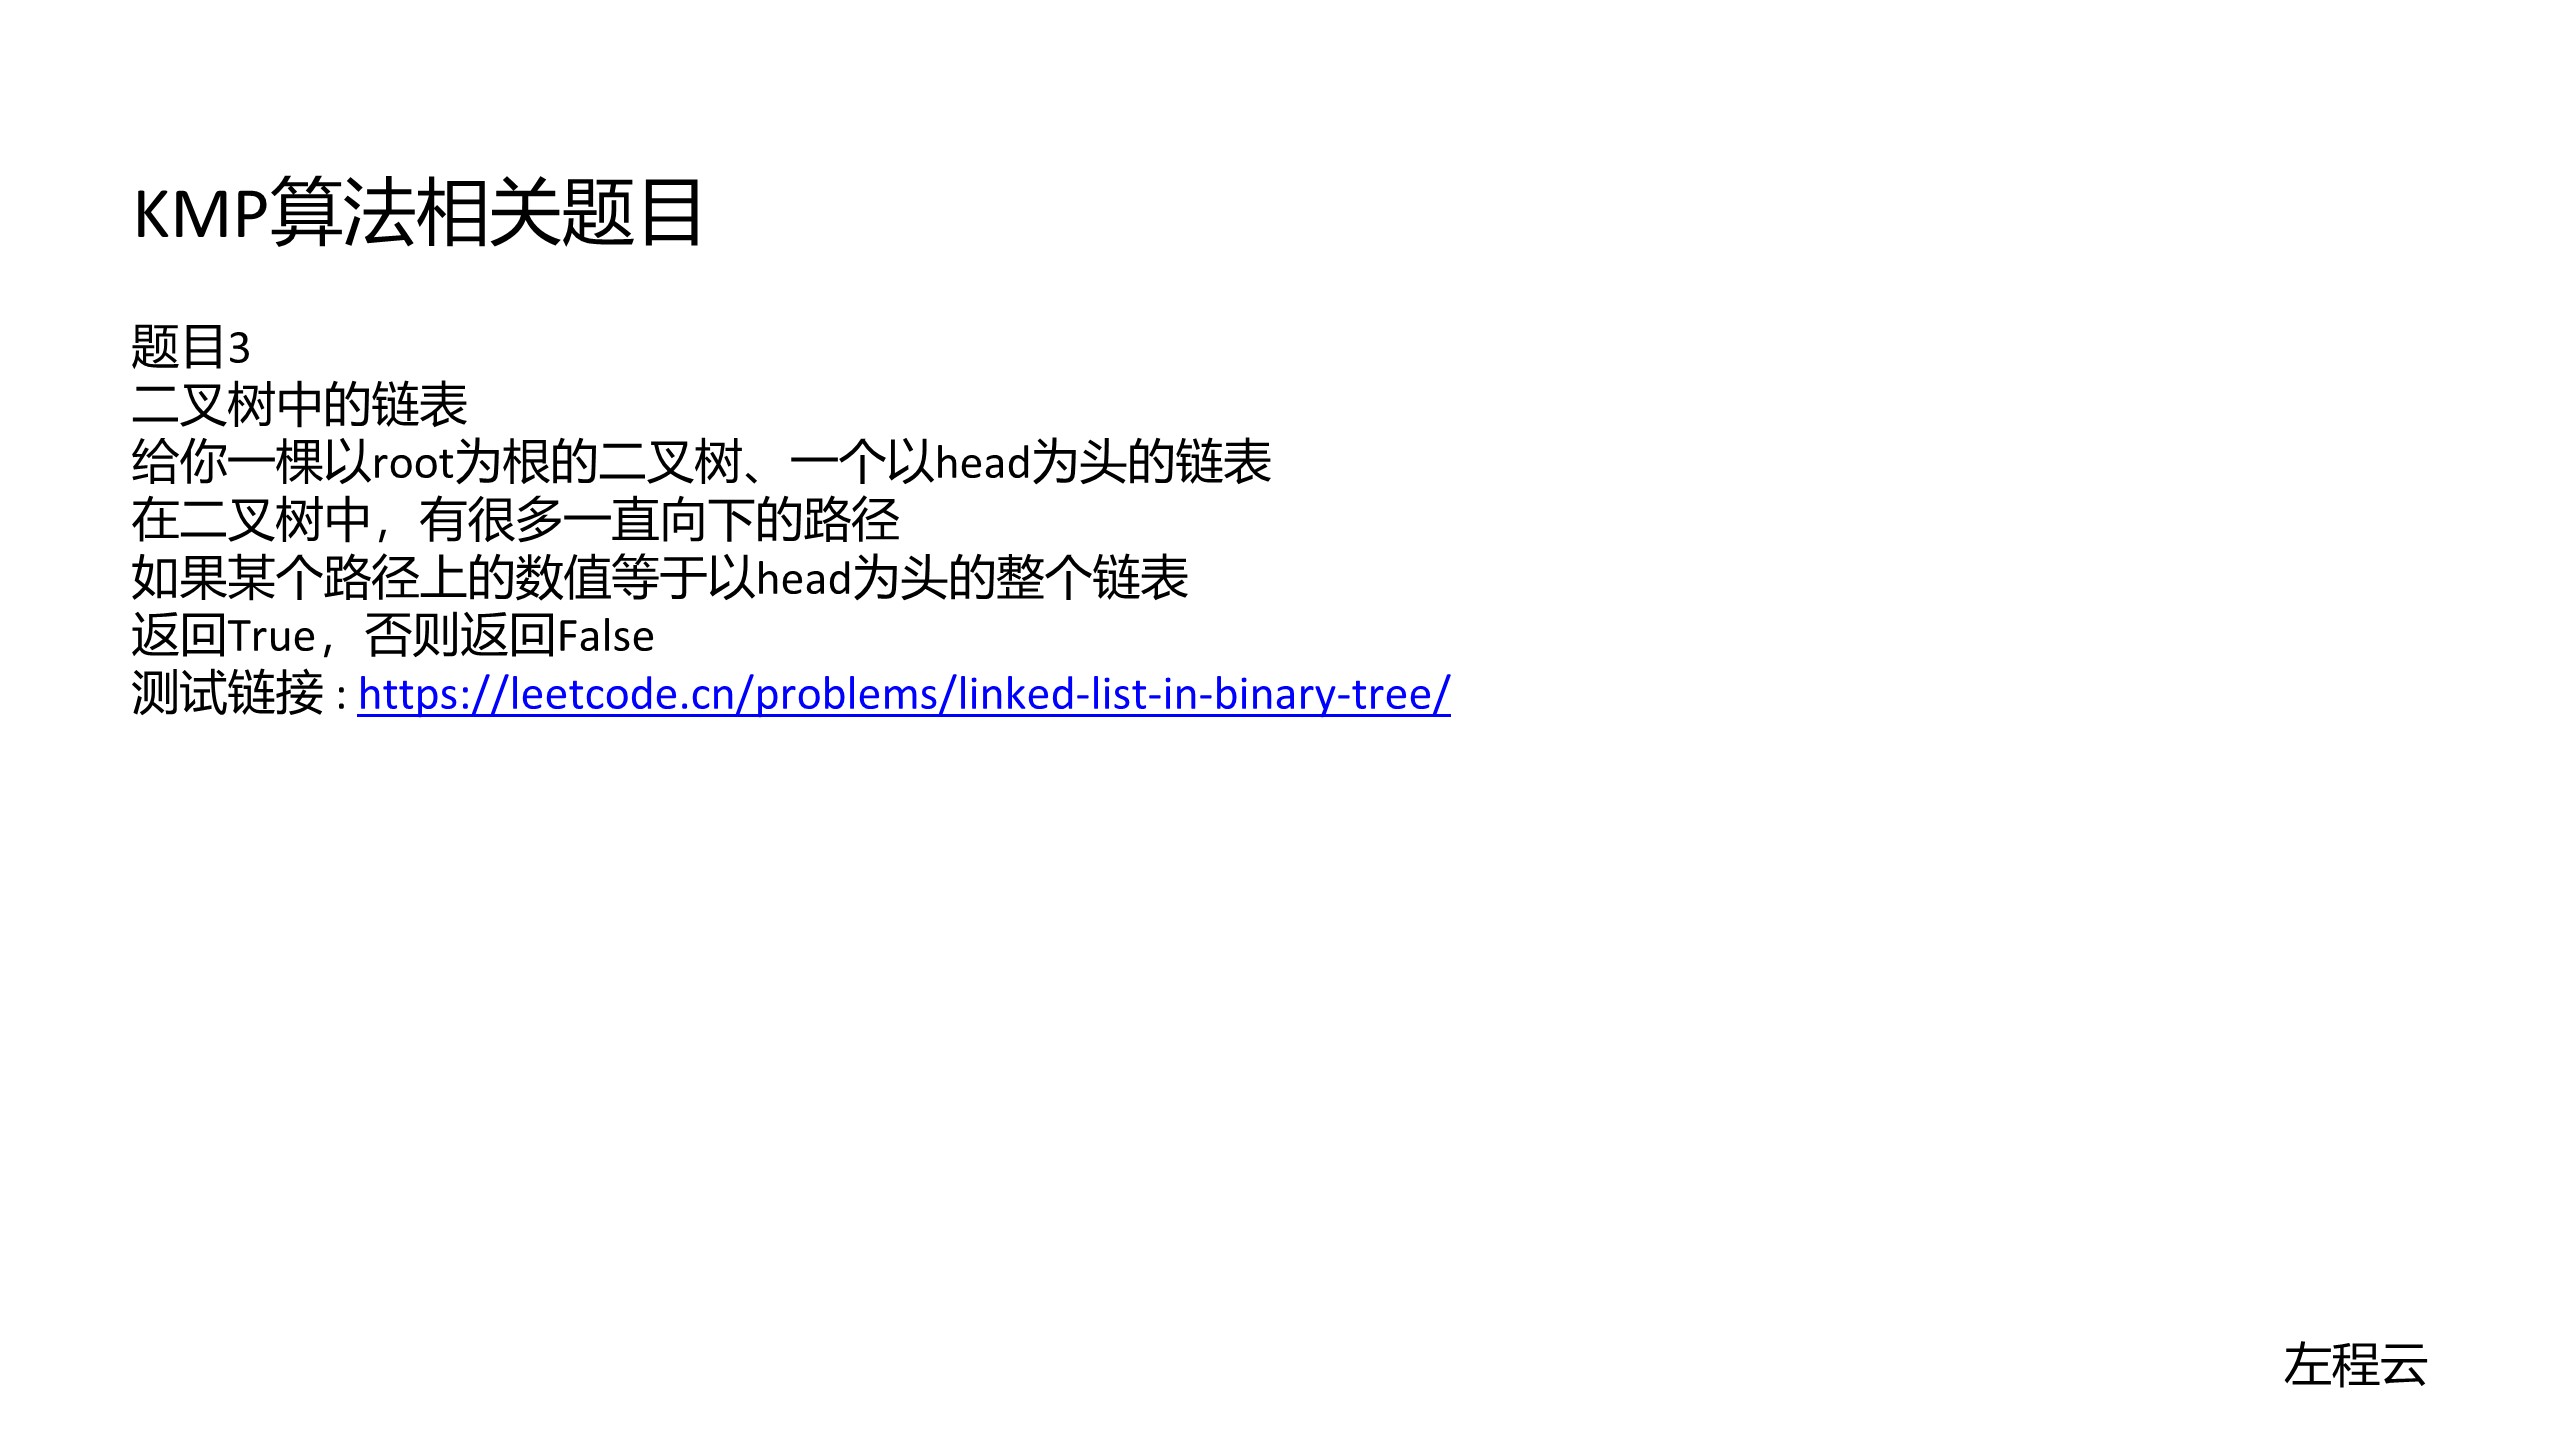 KMP算法相关题目
题目3
二叉树中的链表
给你一棵以root为根的二叉树、一个以head为头的链表
在二叉树中，有很多一直向下的路径
如果某个路径上的数值等于以head为头的整个链表
返回True，否则返回False
测试链接 : https://leetcode.cn/problems/linked-list-in-binary-tree/
左程云